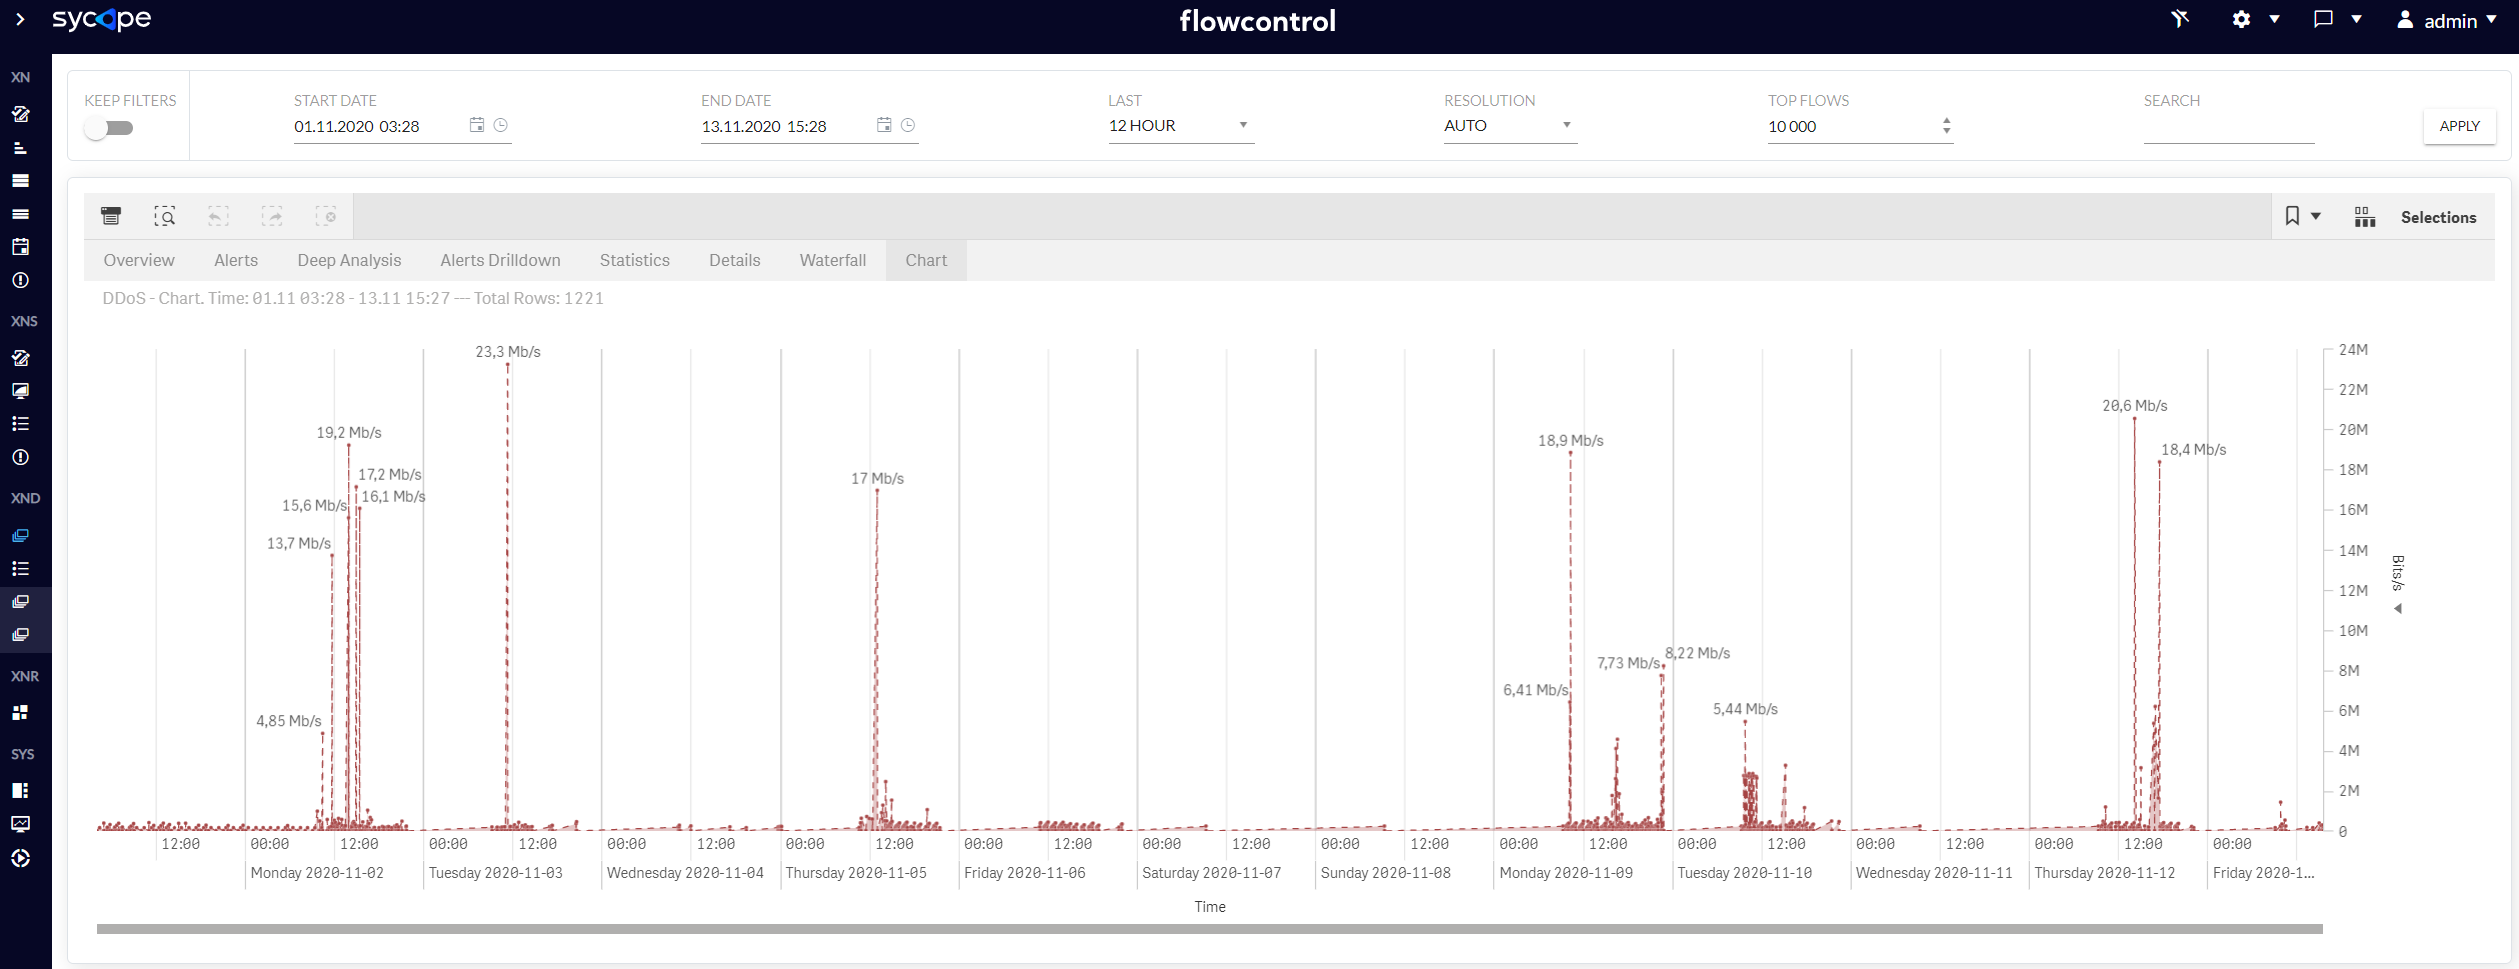 sycope
flowcontrol
admin
XN
XNS
XND
XNR
SYS
KEEP FILTERS
START DATE
01.11.2020 03:28
END DATE
13.11.2020 15:28
LAST
12 HOUR
RESOLUTION
AUTO
TOP FLOWS
10 000
SEARCH
APPLY
Selections
Overview Alerts Deep Analysis Alerts Drilldown Statistics Details Waterfall Chart
DDoS - Chart. Time: 01.11 03:28 - 13.11 15:27 --- Total Rows: 1221
23,3 Mb/s
20,6 Mb/s
19,2 Mb/s
18,9 Mb/s
18,4 Mb/s
17,2 Mb/s
17 Mb/s
16,1 Mb/s
15,6 Mb/s
13,7 Mb/s
8,22 Mb/s
7,73 Mb/s
6,41 Mb/s
5,44 Mb/s
4,85 Mb/s
24M
22M
20M
18M
16M
14M
12M
10M
8M
6M
4M
2M
0
Bits/s
12:00 00:00 12:00 00:00 12:00 00:00 12:00 00:00 12:00 00:00 12:00 00:00 12:00 00:00 12:00 00:00 12:00 00:00 12:00 00:00 12:00 00:00 12:00 00:00
Monday 2020-11-02 Tuesday 2020-11-03 Wednesday 2020-11-04 Thursday 2020-11-05 Friday 2020-11-06 Saturday 2020-11-07 Sunday 2020-11-08 Monday 2020-11-09 Tuesday 2020-11-10 Wednesday 2020-11-11 Thursday 2020-11-12 Friday 2020-1...
Time